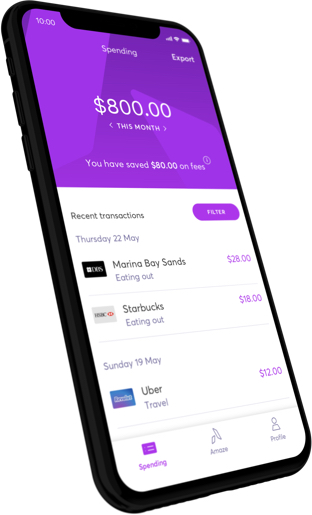 10:00
Spending
Export
$800.00
< THIS MONTH >
You have saved $80.00 on fees
Recent transactions
FILTER
Thursday 22 May
DBS
Marina Bay Sands
$28.00
Eating out
HSBC
Starbucks
$18.00
Eating out
Sunday 19 May
Uber
$12.00
Travel
Spending
Amaze
Profile